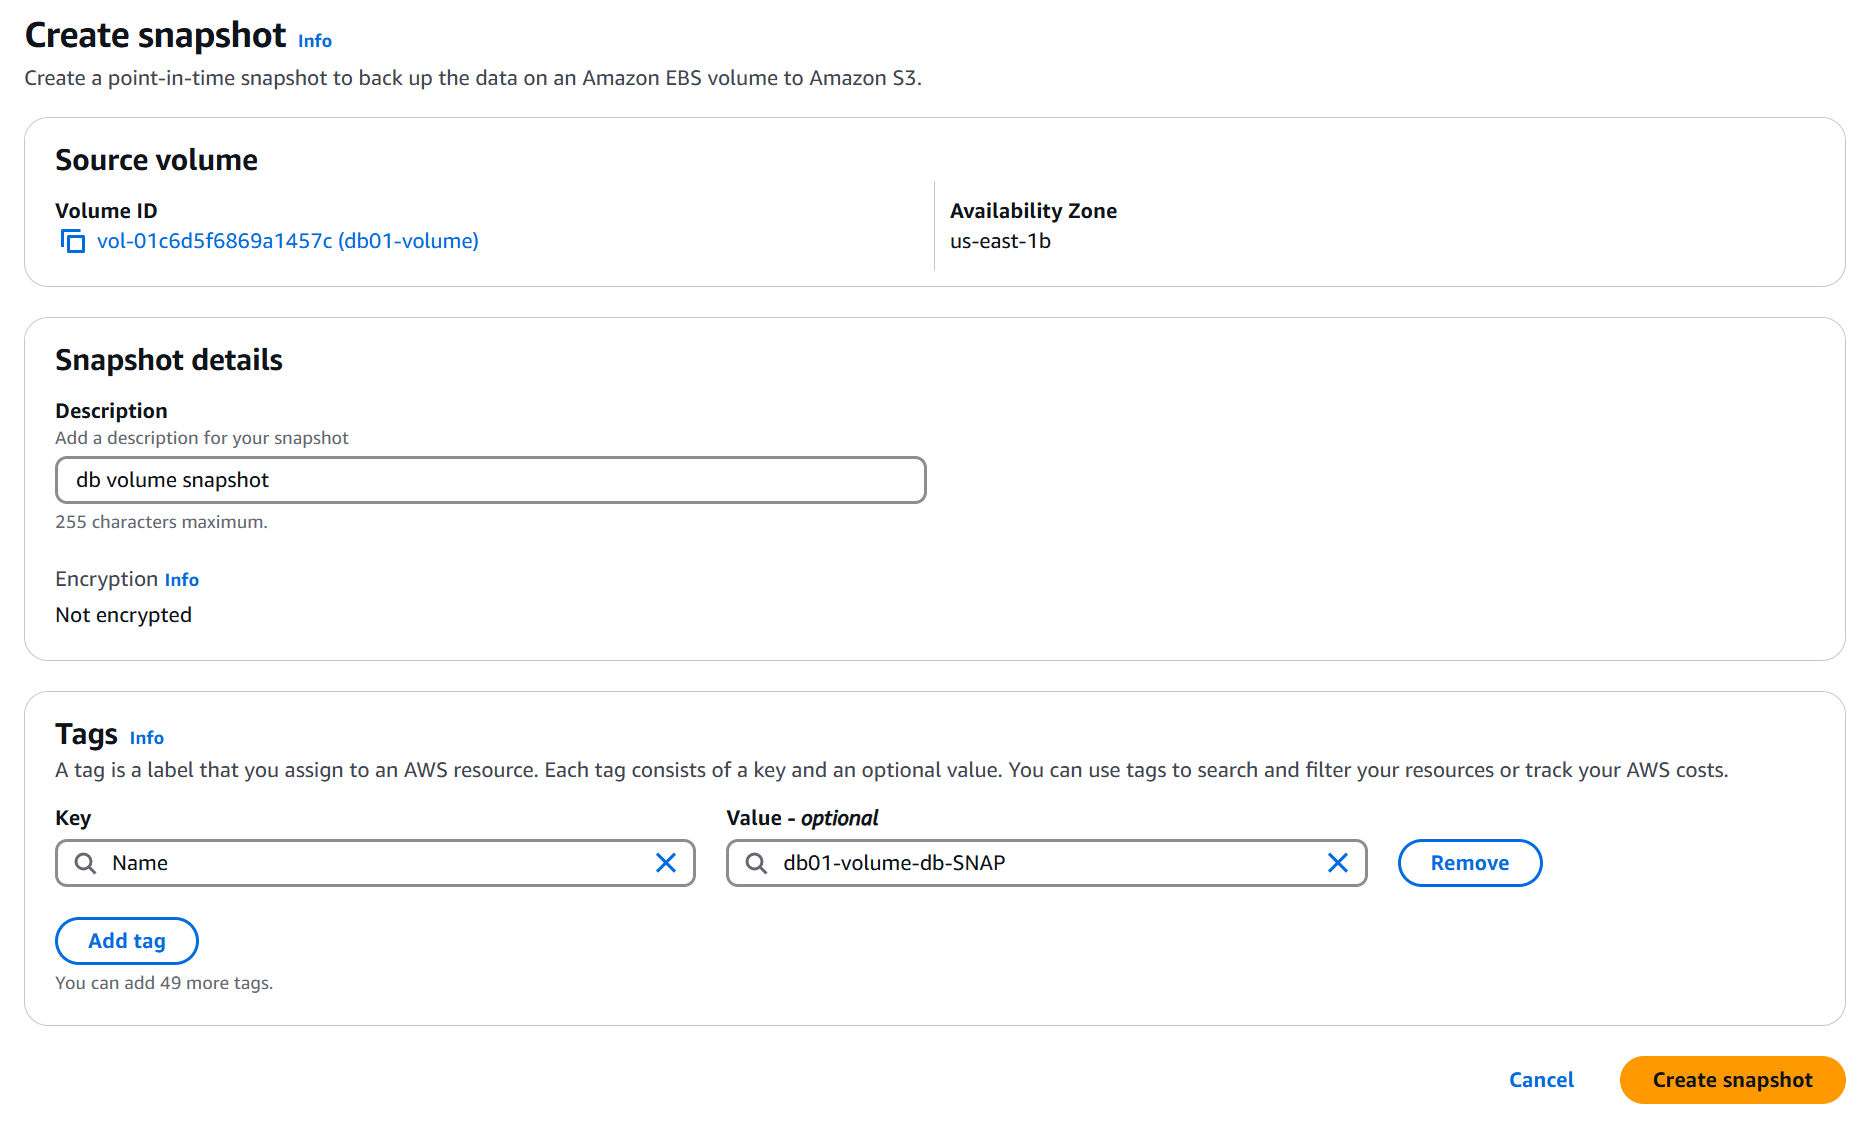 Create snapshot Info
Create a point-in-time snapshot to back up the data on an Amazon EBS volume to Amazon S3.
Source volume
Volume ID
vol-01c6d5f6869a1457c (db01-volume)
Availability Zone
us-east-1b
Snapshot details
Description
Add a description for your snapshot
db volume snapshot
255 characters maximum.
Encryption Info
Not encrypted
Tags Info
A tag is a label that you assign to an AWS resource. Each tag consists of a key and an optional value. You can use tags to search and filter your resources or track your AWS costs.
Key
Value - optional
Name
db01-volume-db-SNAP
Remove
Add tag
You can add 49 more tags.
Cancel
Create snapshot